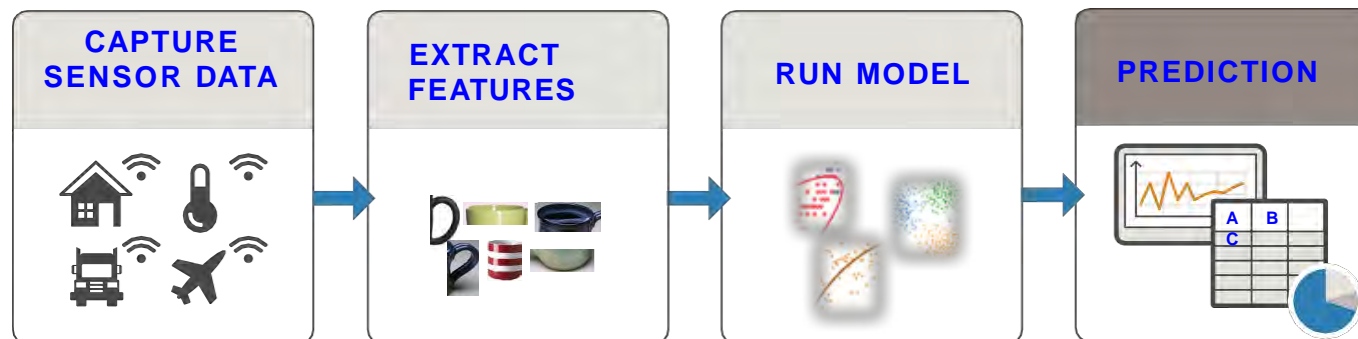 CAPTURE
SENSOR DATA
EXTRACT
FEATURES
RUN MODEL
PREDICTION
A B
C